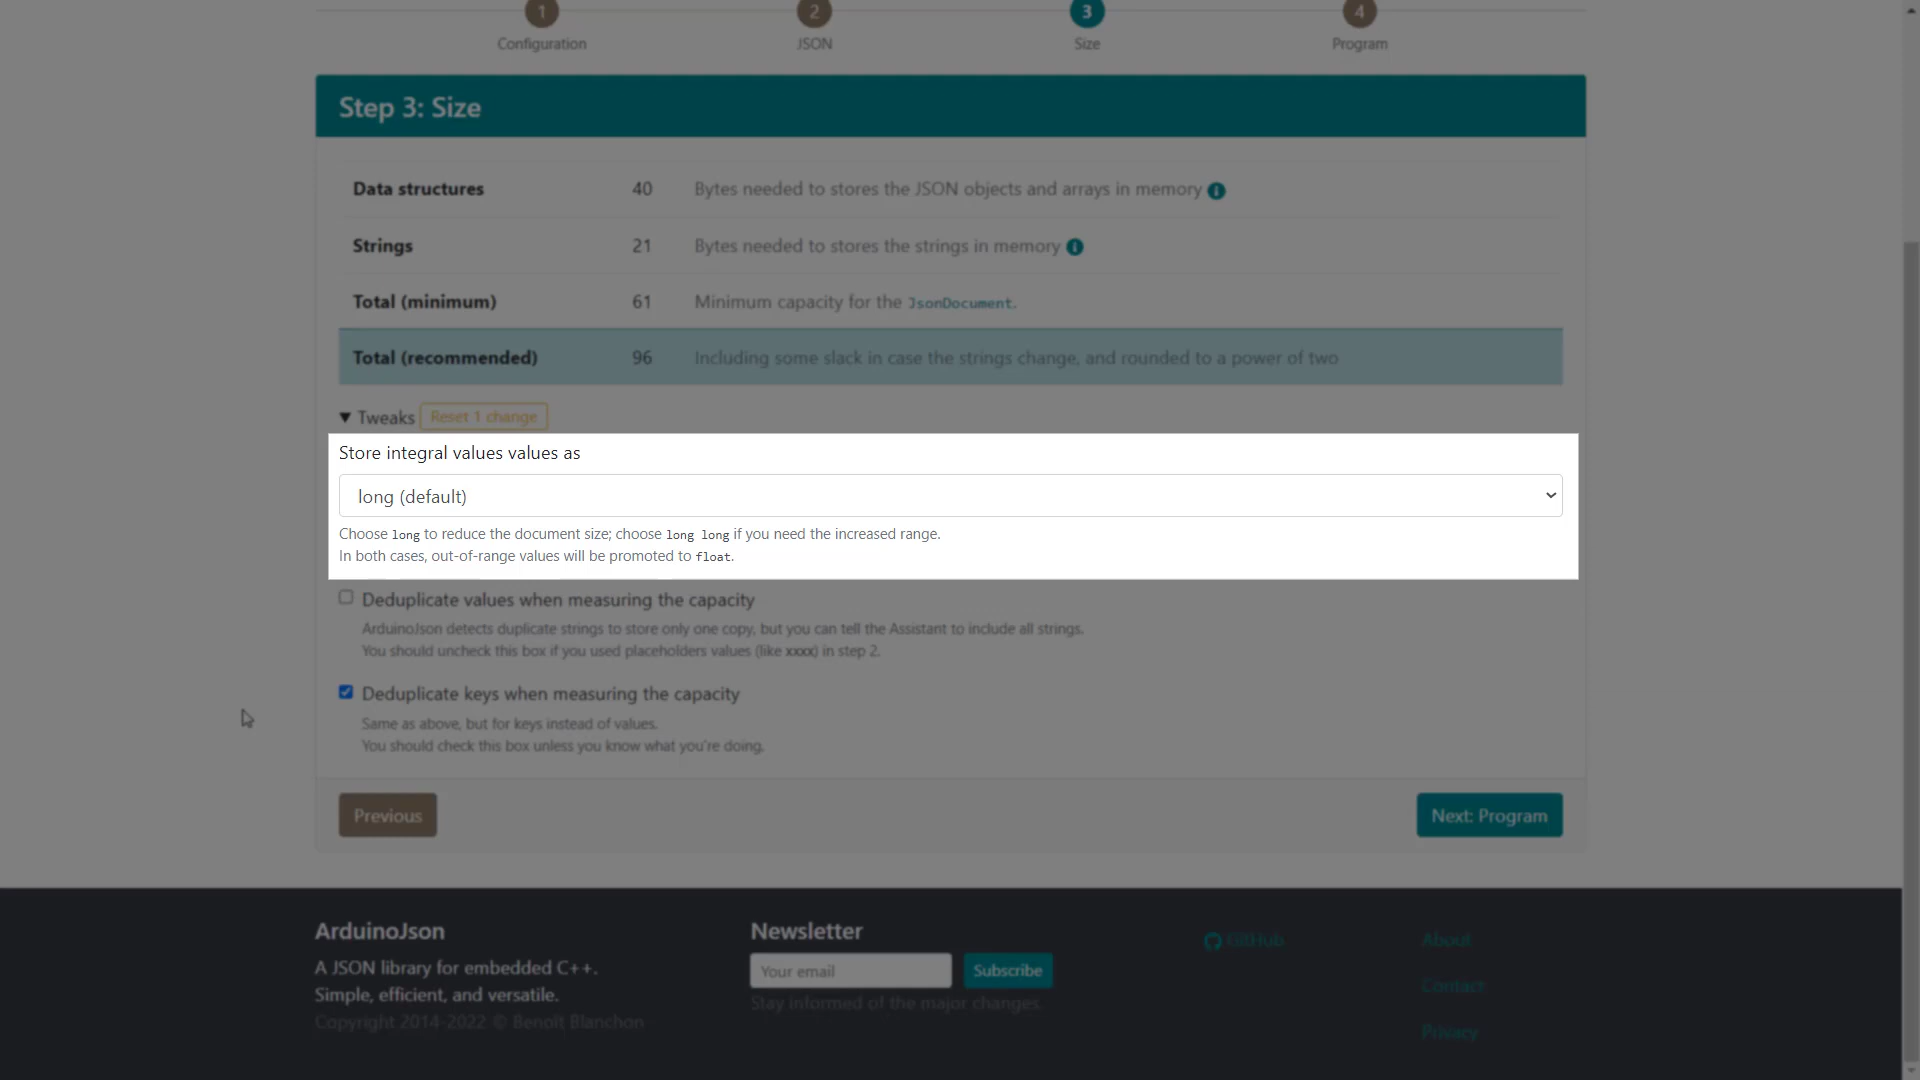 1
2
3
4
Configuration
JSON
Size
Program
Step 3: Size
Data structures 40 Bytes needed to stores the JSON objects and arrays in memory i
Strings 21 Bytes needed to stores the strings in memory i
Total (minimum) 61 Minimum capacity for the JsonDocument.
Total (recommended) 96 Including some slack in case the strings change, and rounded to a power of two
▼ Tweaks Reset 1 change
Store integral values values as
long (default)
Choose long to reduce the document size; choose long long if you need the increased range.
In both cases, out-of-range values will be promoted to float.
Deduplicate values when measuring the capacity
ArduinoJson detects duplicate strings to store only one copy, but you can tell the Assistant to include all strings.
You should uncheck this box if you used placeholders values (like xxxx) in step 2.
Deduplicate keys when measuring the capacity
Same as above, but for keys instead of values.
You should check this box unless you know what you're doing.
Previous
Next: Program
ArduinoJson
A JSON library for embedded C++.
Simple, efficient, and versatile.
Copyright 2014-2022 © Benoît Blanchon
Newsletter
Your email
Subscribe
Stay informed of the major changes.
GitHub
About
Contact
Privacy